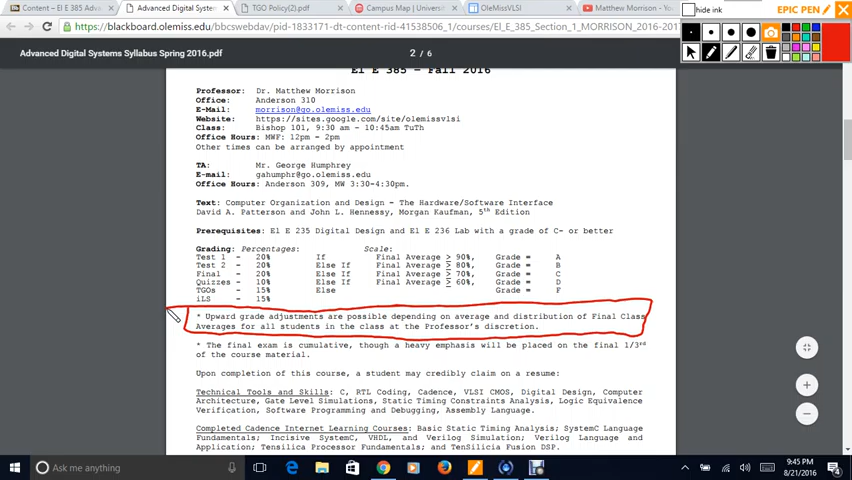 Content – El E 385 Advan
Advanced Digital Systems
TGO Policy(2).pdf
Campus Map | Universit
OleMissVLSI
Matthew Morrison - You
hide ink
EPIC PEN
https://blackboard.olemiss.edu/bbcswebdav/pid-1833171-dt-content-rid-41538506_1/courses/El_E_385_Section_1_MORRISON_2016-201
Advanced Digital Systems Syllabus Spring 2016.pdf
2 / 6
El E 385 – Fall 2016
Professor: Dr. Matthew Morrison
Office: Anderson 310
E-Mail: morrison@go.olemiss.edu
Website: https://sites.google.com/site/olemissvlsi
Class: Bishop 101, 9:30 am - 10:45am TuTh
Office Hours: MWF: 12pm - 2pm
Other times can be arranged by appointment
TA: Mr. George Humphrey
E-Mail: gahumphr@go.olemiss.edu
Office Hours: Anderson 309, MW 3:30-4:30pm.
Text: Computer Organization and Design - The Hardware/Software Interface
David A. Patterson and John L. Hennessy, Morgan Kaufman, 5th Edition
Prerequisites: El E 235 Digital Design and El E 236 Lab with a grade of C- or better
Grading: Percentages: Scale:
Test 1 - 20% If Final Average ≥ 90%, Grade = A
Test 2 - 20% Else If Final Average ≥ 80%, Grade = B
Final - 20% Else If Final Average ≥ 70%, Grade = C
Quizzes - 10% Else If Final Average ≥ 60%, Grade = D
TGOs - 15% Else Grade = F
iLS - 15%
* Upward grade adjustments are possible depending on average and distribution of Final Class
Averages for all students in the class at the Professor's discretion.
* The final exam is cumulative, though a heavy emphasis will be placed on the final 1/3rd
of the course material.
Upon completion of this course, a student may credibly claim on a resume:
Technical Tools and Skills: C, RTL Coding, Cadence, VLSI CMOS, Digital Design, Computer
Architecture, Gate Level Simulations, Static Timing Constraints Analysis, Logic Equivalence
Verification, Software Programming and Debugging, Assembly Language.
Completed Cadence Internet Learning Courses: Basic Static Timing Analysis; SystemC Language
Fundamentals; Incisive SystemC, VHDL, and Verilog Simulation; Verilog Language and
Application; Tensilica Processor Fundamentals; and TenSilicia Fusion DSP.
Ask me anything
9:45 PM
8/21/2016